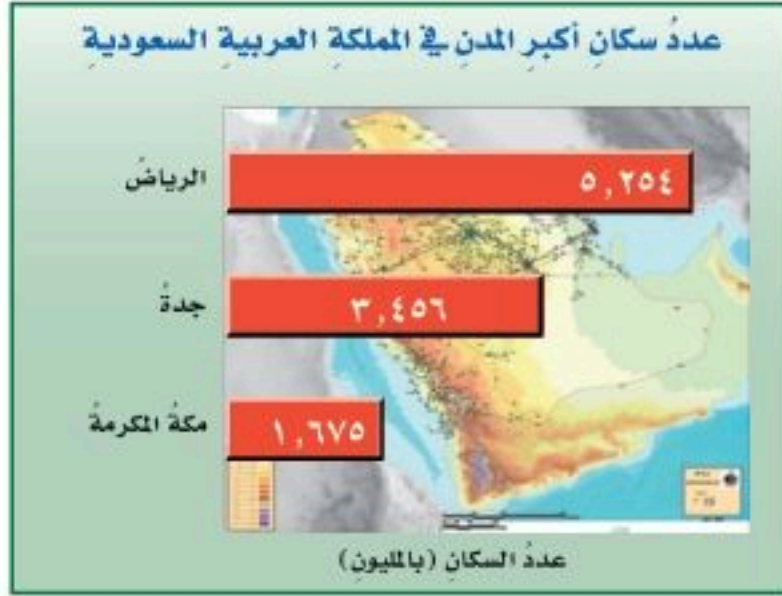 عددُ سكانِ أكبرِ المدنِ في المملكةِ العربيةِ السعوديةِ
الرياضُ
٥,٢٥٤
جدةُ
٣,٤٥٦
مكةُ المكرمةُ
١,٦٧٥
عددُ السكانِ (بالمليونِ)